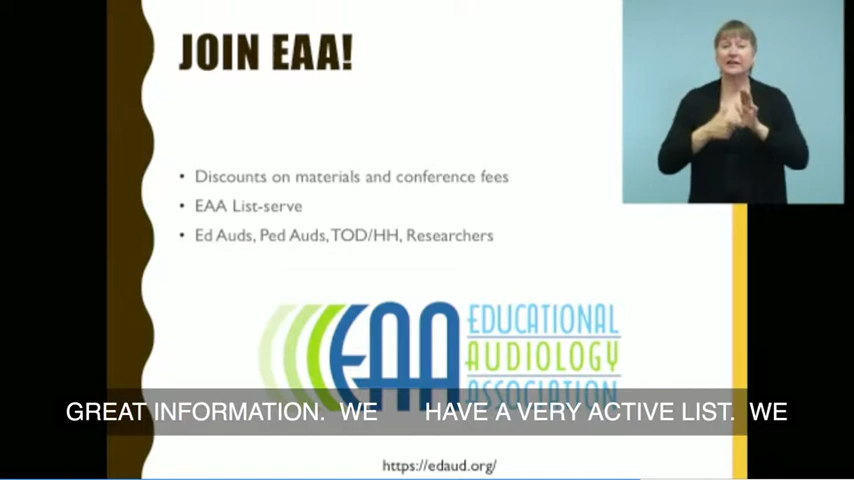 JOIN EAA!
• Discounts on materials and conference fees
• EAA List-serve
• Ed Auds, Ped Auds, TOD/HH, Researchers
EAA
EDUCATIONAL
AUDIOLOGY
ASSOCIATION
GREAT INFORMATION. WE HAVE A VERY ACTIVE LIST. WE
https://edaud.org/